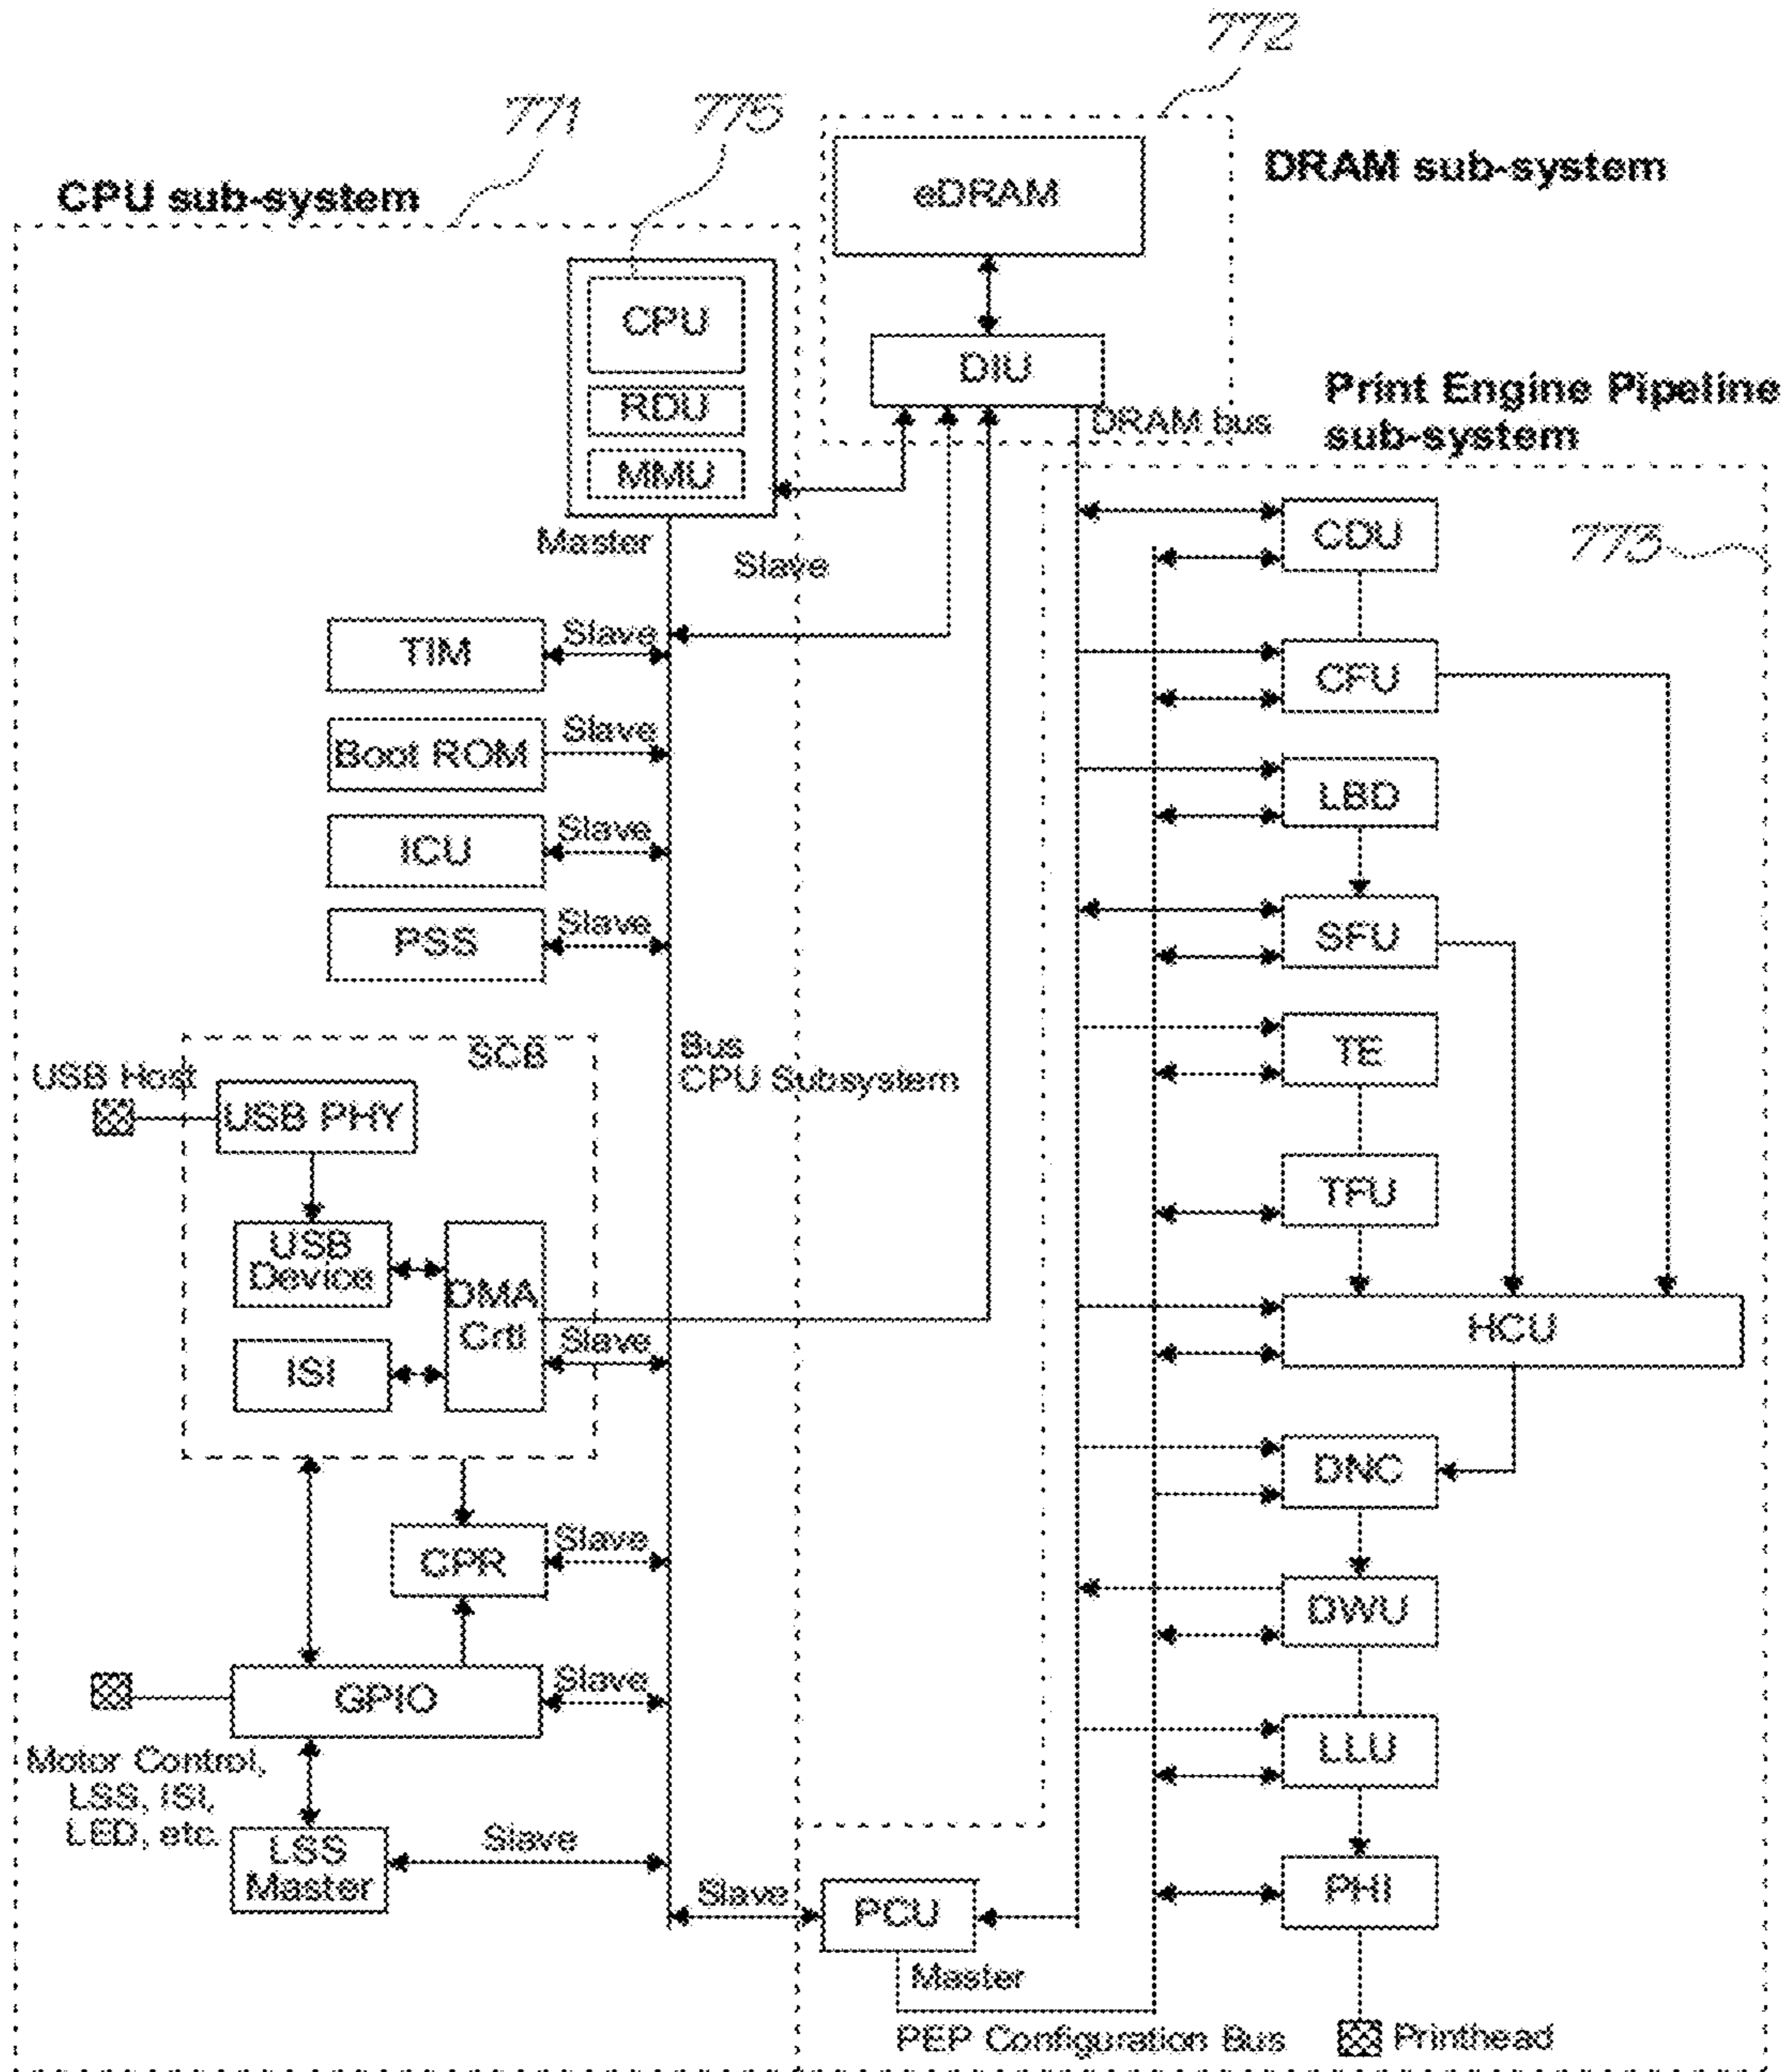 772
771
775
CPU sub-system
DRAM sub-system
eDRAM
CPU
DIU
RDU
DRAM bus
MMU
Print Engine Pipeline
sub-system
Master
Slave
CDU
773
TIM
Slave
CFU
Boot ROM
Slave
LBD
ICU
Slave
PSS
Slave
SFU
SCB
Bus
CPU Subsystem
TE
USB Host
USB PHY
TFU
USB
Device
DMA
Crtl
Slave
HCU
ISI
DNC
CPR
Slave
DWU
GPIO
Slave
Motor Control,
LSS, ISI,
LED, etc.
LLU
LSS
Master
Slave
PHI
Slave
PCU
Master
PEP Configuration Bus
Printhead